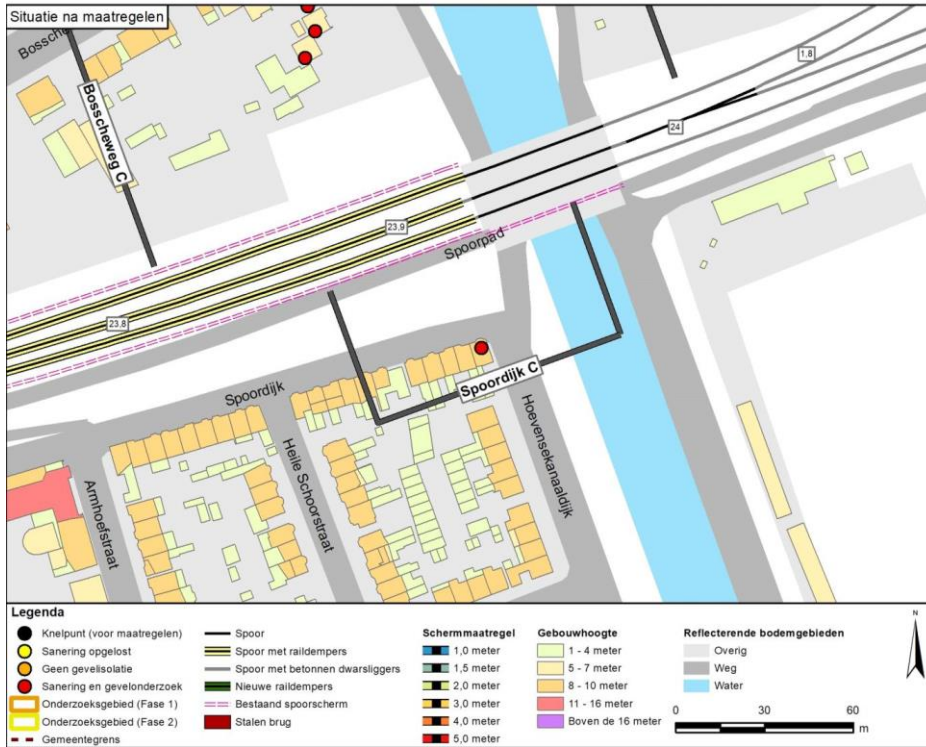 Situatie na maatregelen
Bossche
Bosscheweg C
1,8
24
23,9
Spoorpad
23,8
Spoordijk
Spoordijk C
Armhoefstraat
Heile Schoorstraat
Hoevensekanaaldijk
Legenda
Knelpunt (voor maatregelen)
Sanering opgelost
Geen gevelisolatie
Sanering en gevelonderzoek
Onderzoeksgebied (Fase 1)
Onderzoeksgebied (Fase 2)
Gemeentegrens
Spoor
Spoor met raildempers
Spoor met betonnen dwarsliggers
Nieuwe raildempers
Bestaand spoorscherm
Stalen brug
Schermmaatregel
1,0 meter
1,5 meter
2,0 meter
3,0 meter
4,0 meter
5,0 meter
Gebouwhoogte
1 - 4 meter
5 - 7 meter
8 - 10 meter
11 - 16 meter
Boven de 16 meter
Reflecterende bodemgebieden
Overig
Weg
Water
N
0 30 60
m